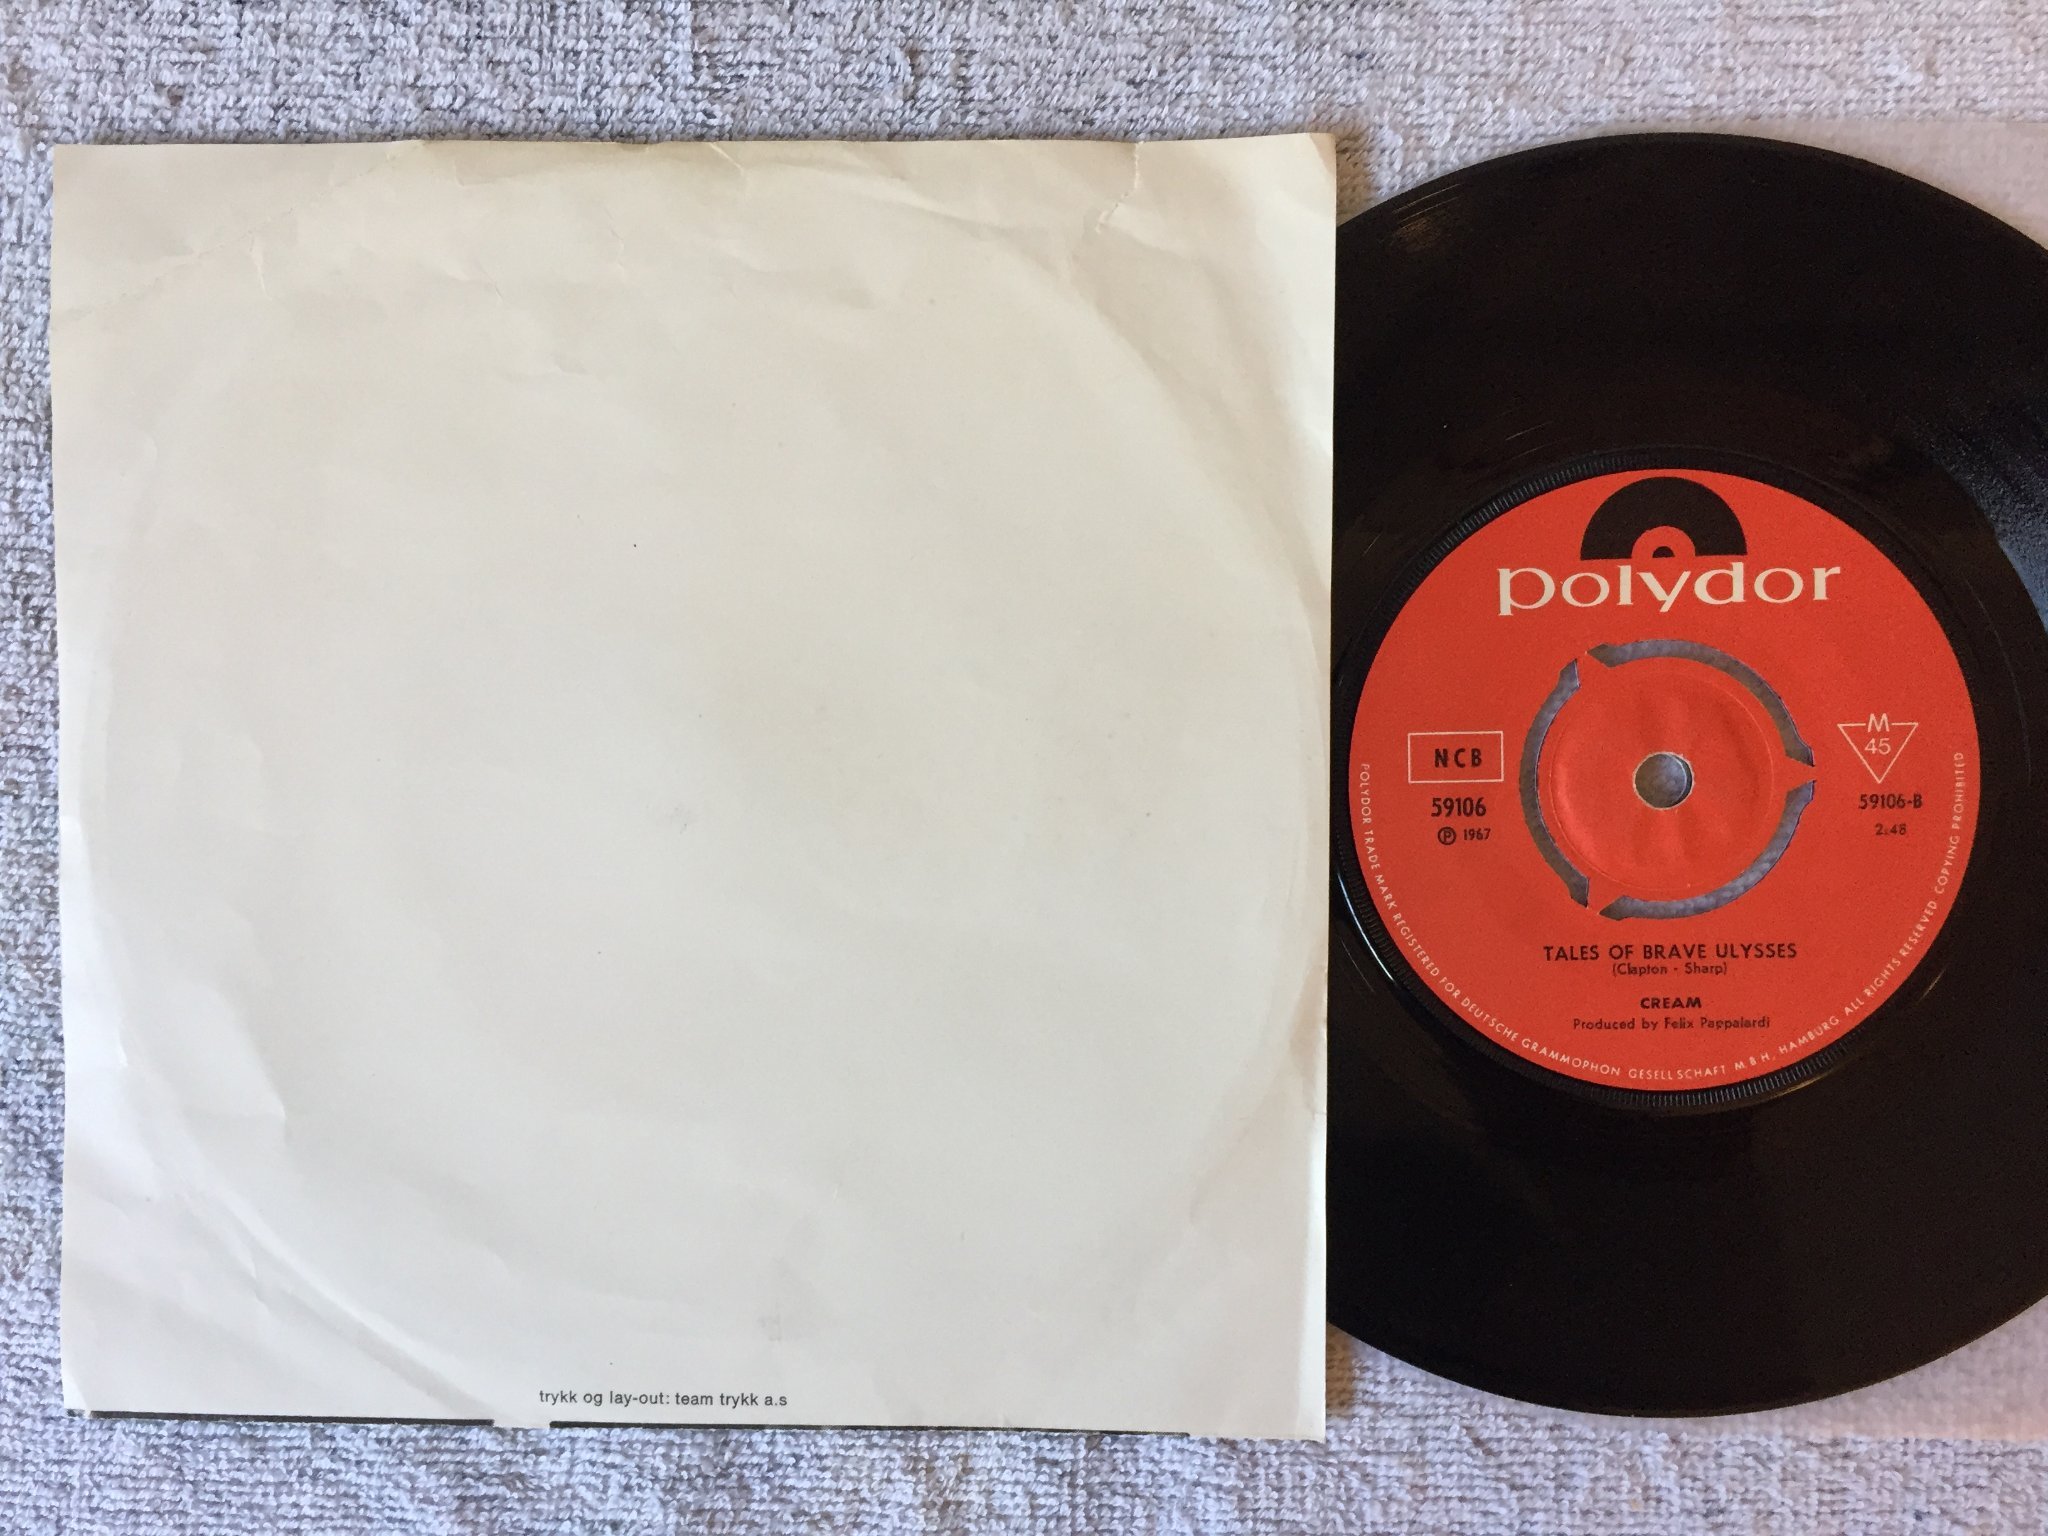 trykk og lay-out: team trykk a.s
polydor
NCB
59106
Ⓟ 1967
M
45
59106-B
2.48
TALES OF BRAVE ULYSSES
(Clapton - Sharp)
CREAM
Produced by Felix Pappalardi
POLYDOR TRADE MARK REGISTERED FOR DEUTSCHE GRAMMOPHON GESELLSCHAFT M.B.H. HAMBURG ALL RIGHTS RESERVED · COPYING PROHIBITED